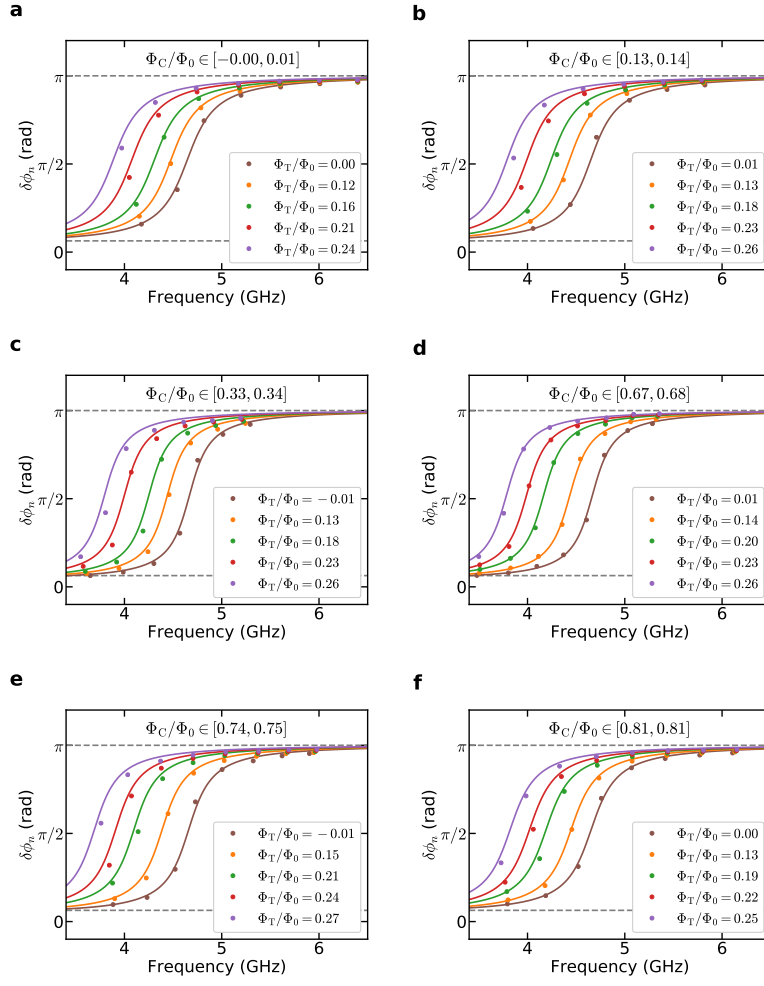 a
Φ_C/Φ_0 ∈ [−0.00, 0.01]
π
π/2
0
δϕ_n (rad)
Φ_T/Φ_0 = 0.00
Φ_T/Φ_0 = 0.12
Φ_T/Φ_0 = 0.16
Φ_T/Φ_0 = 0.21
Φ_T/Φ_0 = 0.24
4 5 6
Frequency (GHz)
b
Φ_C/Φ_0 ∈ [0.13, 0.14]
π
π/2
0
δϕ_n (rad)
Φ_T/Φ_0 = 0.01
Φ_T/Φ_0 = 0.13
Φ_T/Φ_0 = 0.18
Φ_T/Φ_0 = 0.23
Φ_T/Φ_0 = 0.26
4 5 6
Frequency (GHz)
c
Φ_C/Φ_0 ∈ [0.33, 0.34]
π
π/2
0
δϕ_n (rad)
Φ_T/Φ_0 = −0.01
Φ_T/Φ_0 = 0.13
Φ_T/Φ_0 = 0.18
Φ_T/Φ_0 = 0.23
Φ_T/Φ_0 = 0.26
4 5 6
Frequency (GHz)
d
Φ_C/Φ_0 ∈ [0.67, 0.68]
π
π/2
0
δϕ_n (rad)
Φ_T/Φ_0 = 0.01
Φ_T/Φ_0 = 0.14
Φ_T/Φ_0 = 0.20
Φ_T/Φ_0 = 0.23
Φ_T/Φ_0 = 0.26
4 5 6
Frequency (GHz)
e
Φ_C/Φ_0 ∈ [0.74, 0.75]
π
π/2
0
δϕ_n (rad)
Φ_T/Φ_0 = −0.01
Φ_T/Φ_0 = 0.15
Φ_T/Φ_0 = 0.21
Φ_T/Φ_0 = 0.24
Φ_T/Φ_0 = 0.27
4 5 6
Frequency (GHz)
f
Φ_C/Φ_0 ∈ [0.81, 0.81]
π
π/2
0
δϕ_n (rad)
Φ_T/Φ_0 = 0.00
Φ_T/Φ_0 = 0.13
Φ_T/Φ_0 = 0.19
Φ_T/Φ_0 = 0.22
Φ_T/Φ_0 = 0.25
4 5 6
Frequency (GHz)